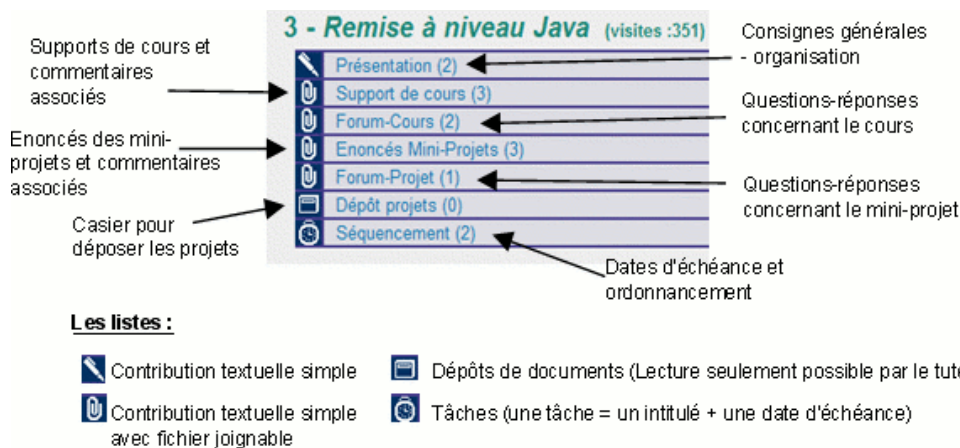 3 - Remise à niveau Java (visites :351)
Supports de cours et
commentaires
associés
Enoncés des mini-
projets et commentaires
associés
Casier pour
déposer les projets
Présentation (2)
Support de cours (3)
Forum-Cours (2)
Enoncés Mini-Projets (3)
Forum-Projet (1)
Dépôt projets (0)
Séquencement (2)
Consignes générales
- organisation
Questions-réponses
concernant le cours
Questions-réponses
concernant le mini-projet
Dates d'échéance et
ordonnancement
Les listes :
Contribution textuelle simple
Dépôts de documents (Lecture seulement possible par le
Contribution textuelle simple
avec fichier joignable
Tâches (une tâche = un intitulé + une date d'échéance)